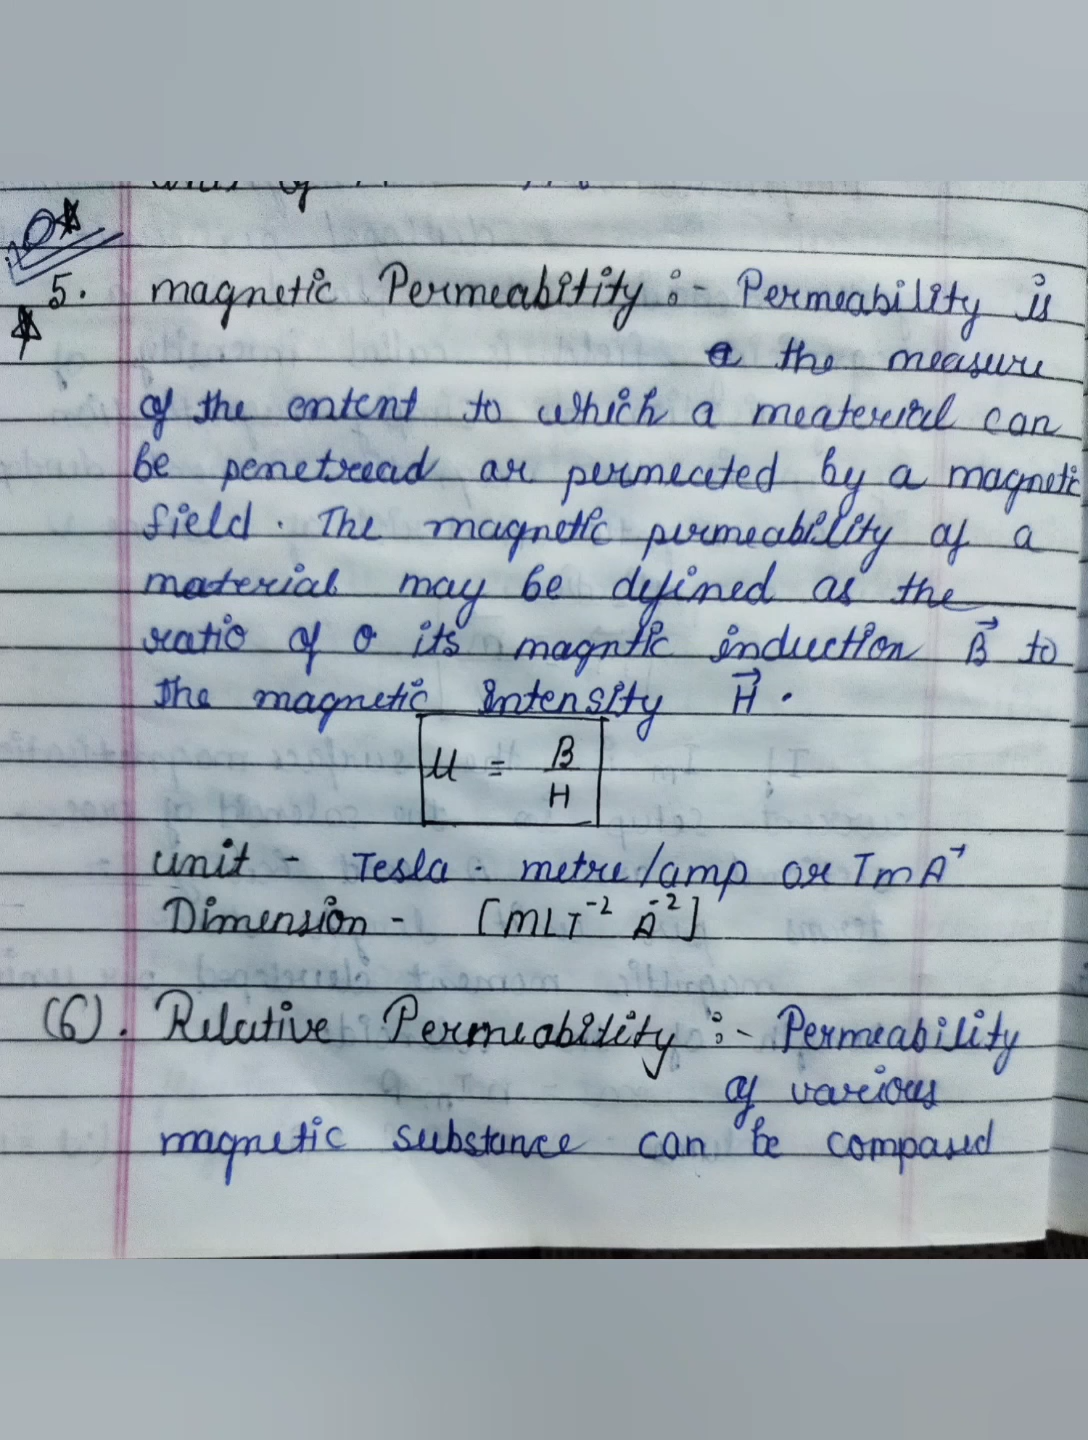 5. magnetic Permeabitity :- Permeability is
the measure
of the entent to which a meaterial can
be penetread ar permeated by a magnetic
field. The magnetic permeability of a
material may be defined as the
ratio of its magntic induction B⃗ to
the magnetic intensity H⃗.
μ = B/H
unit - Tesla - metre/amp or TmA⁻
Dimension - [MLT⁻² A⁻²]
(6). Relative Permeability :- Permeability
of various
magnetic substance can be compared